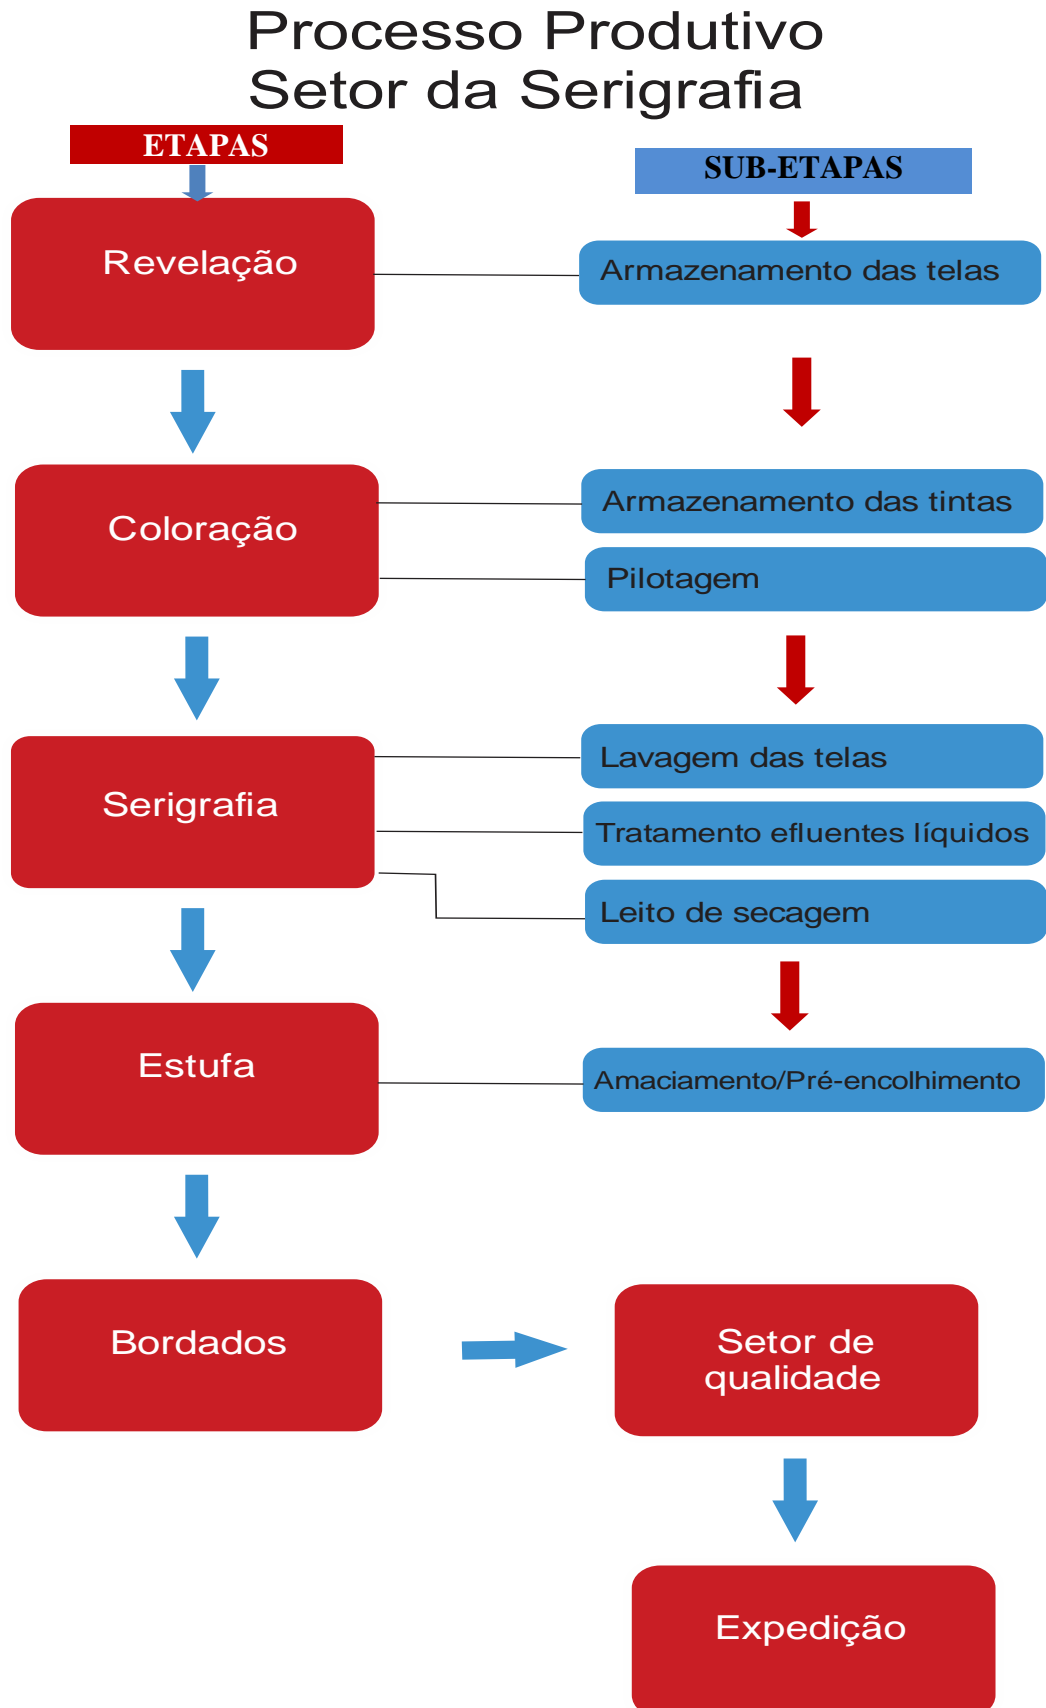 Processo Produtivo
Setor da Serigrafia
ETAPAS
SUB-ETAPAS
Revelação
Armazenamento das telas
Coloração
Armazenamento das tintas
Pilotagem
Serigrafia
Lavagem das telas
Tratamento efluentes líquidos
Leito de secagem
Estufa
Amaciamento/Pré-encolhimento
Bordados
Setor de
qualidade
Expedição